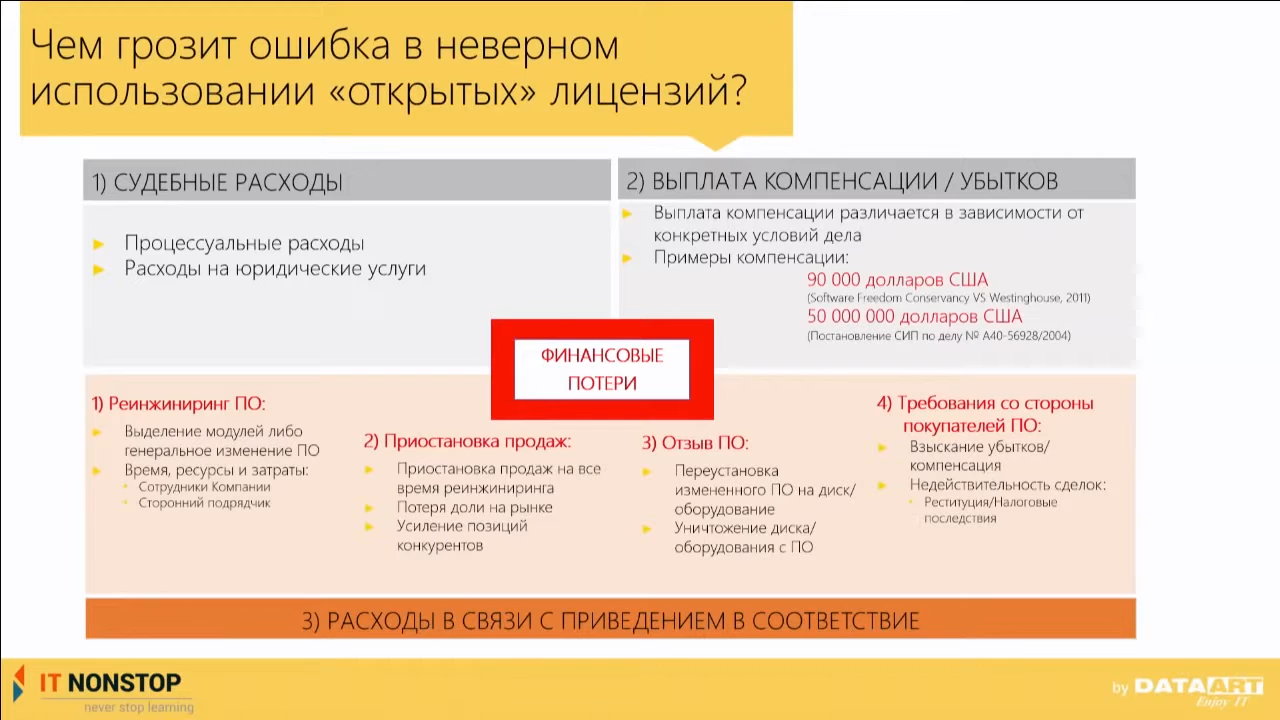 Чем грозит ошибка в неверном
использовании «открытых» лицензий?
1) СУДЕБНЫЕ РАСХОДЫ
Процессуальные расходы
Расходы на юридические услуги
2) ВЫПЛАТА КОМПЕНСАЦИИ / УБЫТКОВ
Выплата компенсации различается в зависимости от
конкретных условий дела
Примеры компенсации:
90 000 долларов США
(Software Freedom Conservancy VS Westinghouse, 2011)
50 000 000 долларов США
(Постановление СИП по делу № А40-56928/2004)
ФИНАНСОВЫЕ
ПОТЕРИ
1) Реинжиниринг ПО:
Выделение модулей либо
генеральное изменение ПО
Время, ресурсы и затраты:
Сотрудники Компании
Сторонний подрядчик
2) Приостановка продаж:
Приостановка продаж на все
время реинжиниринга
Потеря доли на рынке
Усиление позиций
конкурентов
3) Отзыв ПО:
Переустановка
измененного ПО на диск/
оборудование
Уничтожение диска/
оборудования с ПО
4) Требования со стороны
покупателей ПО:
Взыскание убытков/
компенсация
Недействительность сделок:
Реституция/Налоговые
последствия
3) РАСХОДЫ В СВЯЗИ С ПРИВЕДЕНИЕМ В СООТВЕТСТВИЕ
IT NONSTOP
never stop learning
by DATAART
Enjoy IT